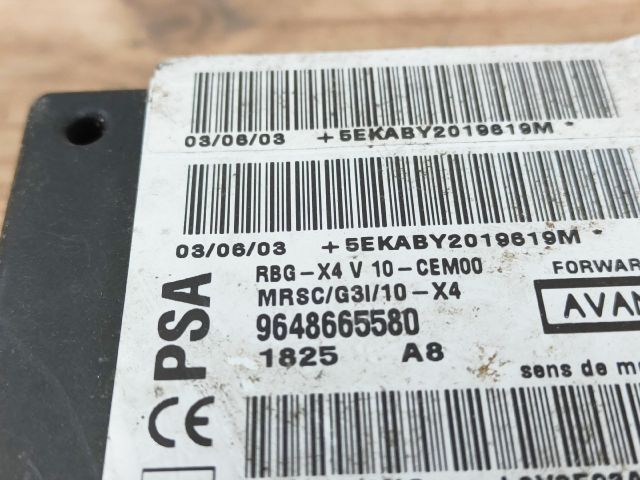 03/06/03 +5EKABY2019619M*
03/06/03 +5EKABY2019619M*
PSA
RBG-X4 V 10-CEM00
MRSC/G3I/10-X4
9648665580
1825 A8
CE
FORWAR
AVAN
sens de m